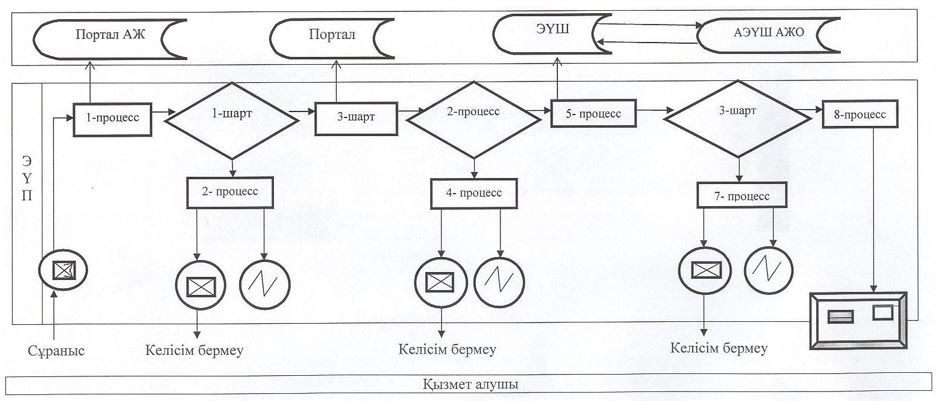 Портал АЖ
Портал
ЭҮШ
АЭҮШ АЖО
1-процесс
1-шарт
3-шарт
2-процесс
5- процесс
3-шарт
8-процесс
Э
Ү
П
2- процесс
4- процесс
7- процесс
Сұраныс
Келісім бермеу
Келісім бермеу
Келісім бермеу
Қызмет алушы